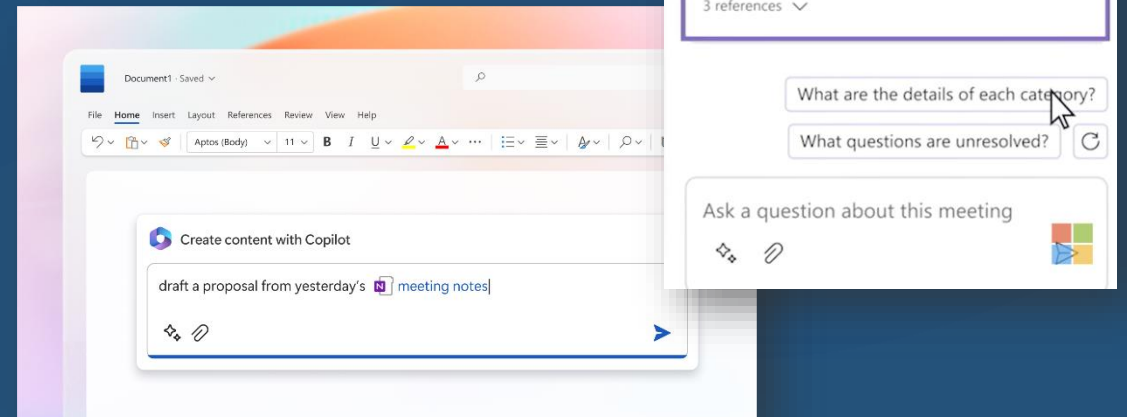 Document1 · Saved
File Home Insert Layout References Review View Help
Aptos (Body) 11 B I U A
Create content with Copilot
draft a proposal from yesterday's meeting notes
3 references
What are the details of each category?
What questions are unresolved?
Ask a question about this meeting